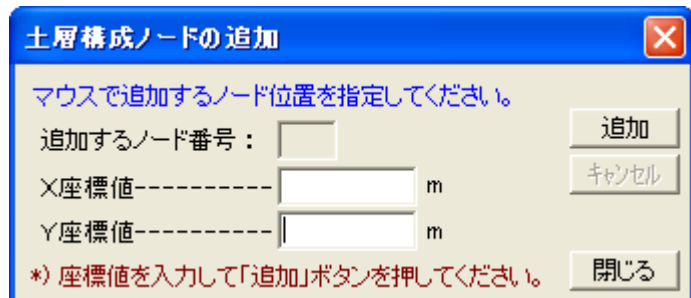 土層構成ノードの追加
マウスで追加するノード位置を指定してください。
追加するノード番号：
追加
X座標値---------- m
キャンセル
Y座標値---------- m
*) 座標値を入力して「追加」ボタンを押してください。
閉じる